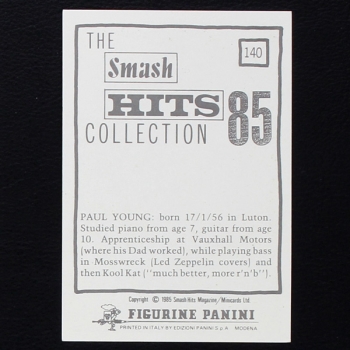 THE
140
Smash
HITS 85
COLLECTION
PAUL YOUNG: born 17/1/56 in Luton.
Studied piano from age 7, guitar from age
10. Apprenticeship at Vauxhall Motors
(where his Dad worked), while playing bass
in Mosswreck (Led Zeppelin covers) and
then Kool Kat ("much better, more r'n'b").
Copyright © 1985 Smash Hits Magazine/Minicards Ltd.
FIGURINE PANINI
PRINTED IN ITALY BY EDIZIONI PANINI S.p.A. MODENA